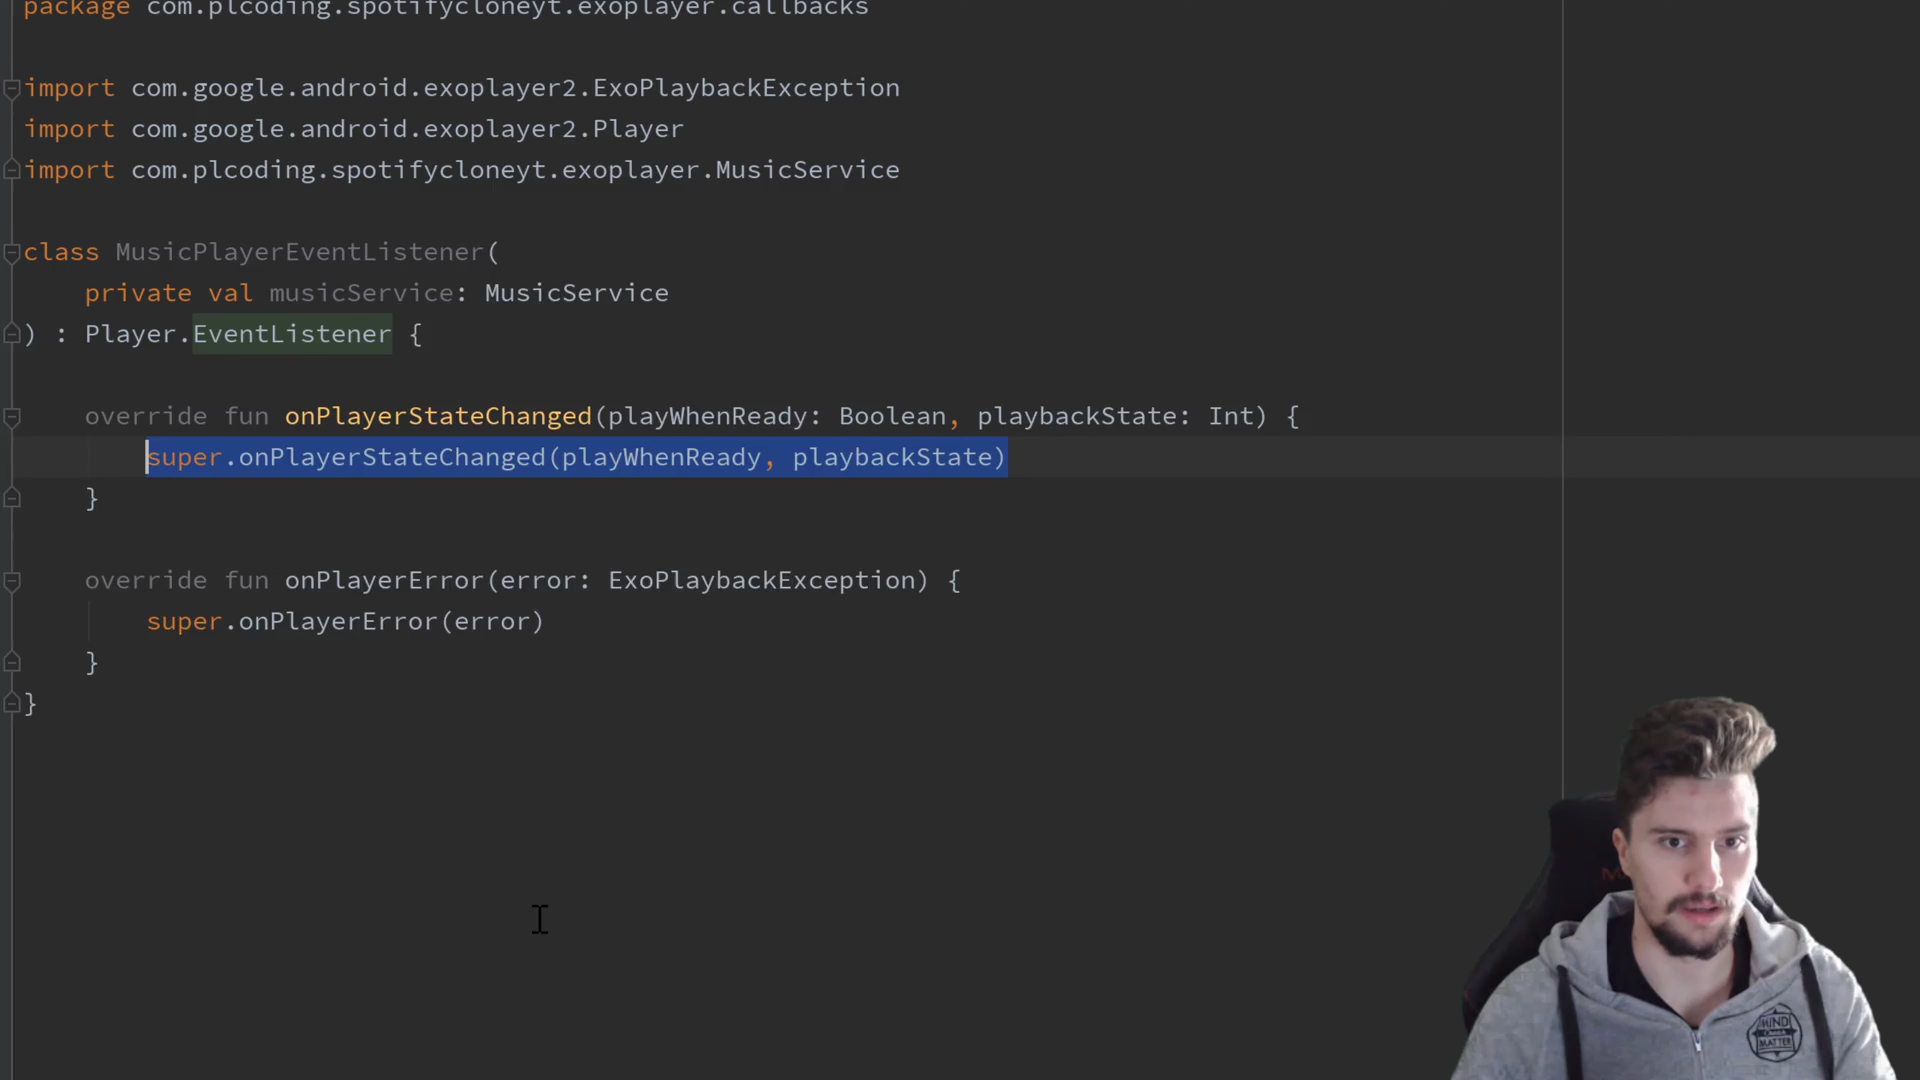 package com.plcoding.spotifycloneyt.exoplayer.callbacks
import com.google.android.exoplayer2.ExoPlaybackException
import com.google.android.exoplayer2.Player
import com.plcoding.spotifycloneyt.exoplayer.MusicService
class MusicPlayerEventListener(
private val musicService: MusicService
) : Player.EventListener {
override fun onPlayerStateChanged(playWhenReady: Boolean, playbackState: Int) {
super.onPlayerStateChanged(playWhenReady, playbackState)
}
override fun onPlayerError(error: ExoPlaybackException) {
super.onPlayerError(error)
}
}
MIND
MATTER